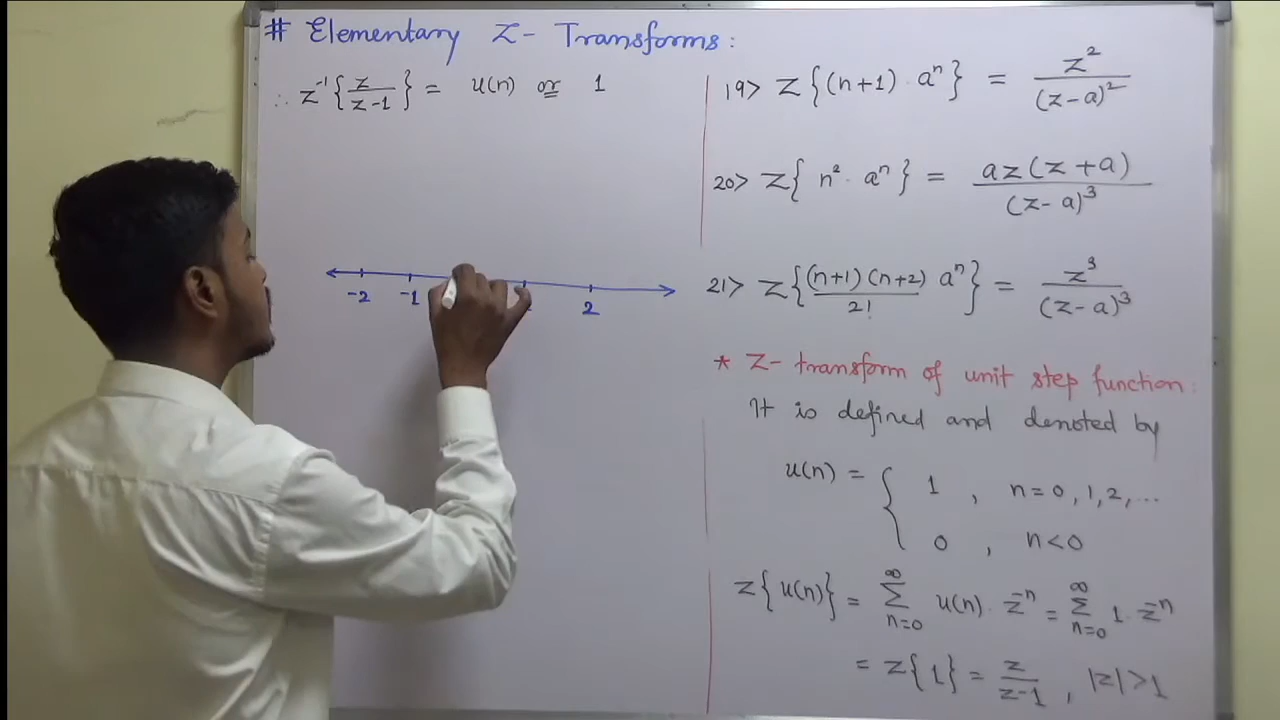 # Elementary Z- Transforms:
∴ z⁻¹{z/(z-1)} = u(n) or 1
-2 -1 2
19> z{(n+1)·aⁿ} = z²/(z-a)²
20> z{n²·aⁿ} = az(z+a)/(z-a)³
21> z{(n+1)(n+2)/2! aⁿ} = z³/(z-a)³
* Z- transform of unit step function:
It is defined and denoted by
u(n) = { 1 , n=0,1,2,...
0 , n<0
z{u(n)} = ∞Σn=0 u(n)·z⁻ⁿ = ∞Σn=0 1·z⁻ⁿ
= z{1} = z/(z-1) , |z|>1